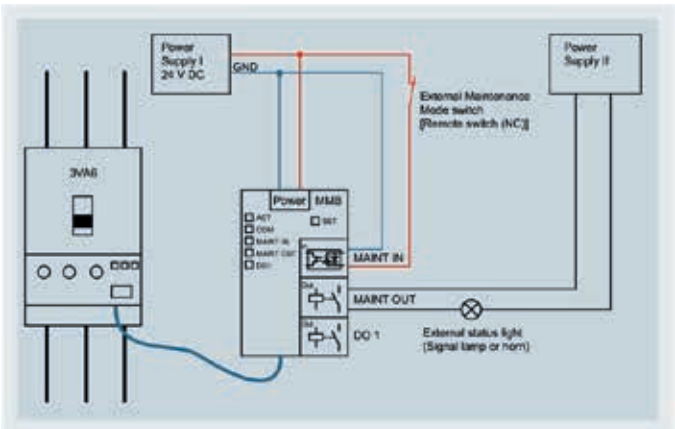 Power
Supply I
24 V DC
GND
Power
Supply II
External Maintenance
Mode switch
[Remote switch (NC)]
3VA6
Power
MMB
ACT
COM
MAINT IN
MAINT OUT
DO1
SET
MAINT IN
Out
MAINT OUT
Out
DO 1
External status light
(Signal lamp or horn)